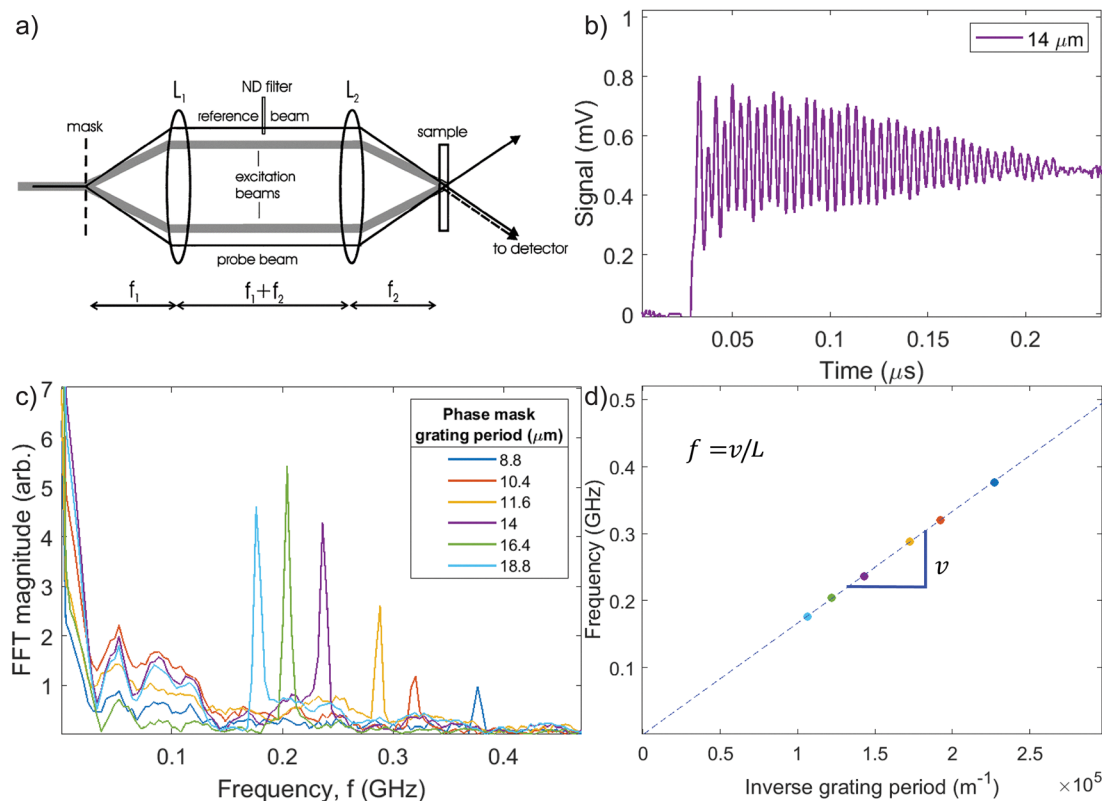 a)
L₁
ND filter
L₂
mask
reference beam
sample
excitation
beams
probe beam
to detector
f₁
f₁+f₂
f₂
b)
14 μm
Signal (mV)
1
0.8
0.6
0.4
0.2
0
0.05
0.1
0.15
0.2
Time (μs)
c)
FFT magnitude (arb.)
7
6
5
4
3
2
1
Phase mask
grating period (μm)
8.8
10.4
11.6
14
16.4
18.8
0.1
0.2
0.3
0.4
Frequency, f (GHz)
d)
f =v/L
v
Frequency (GHz)
0.5
0.4
0.3
0.2
0.1
0
1
1.5
2
2.5
Inverse grating period (m⁻¹)
×10⁵